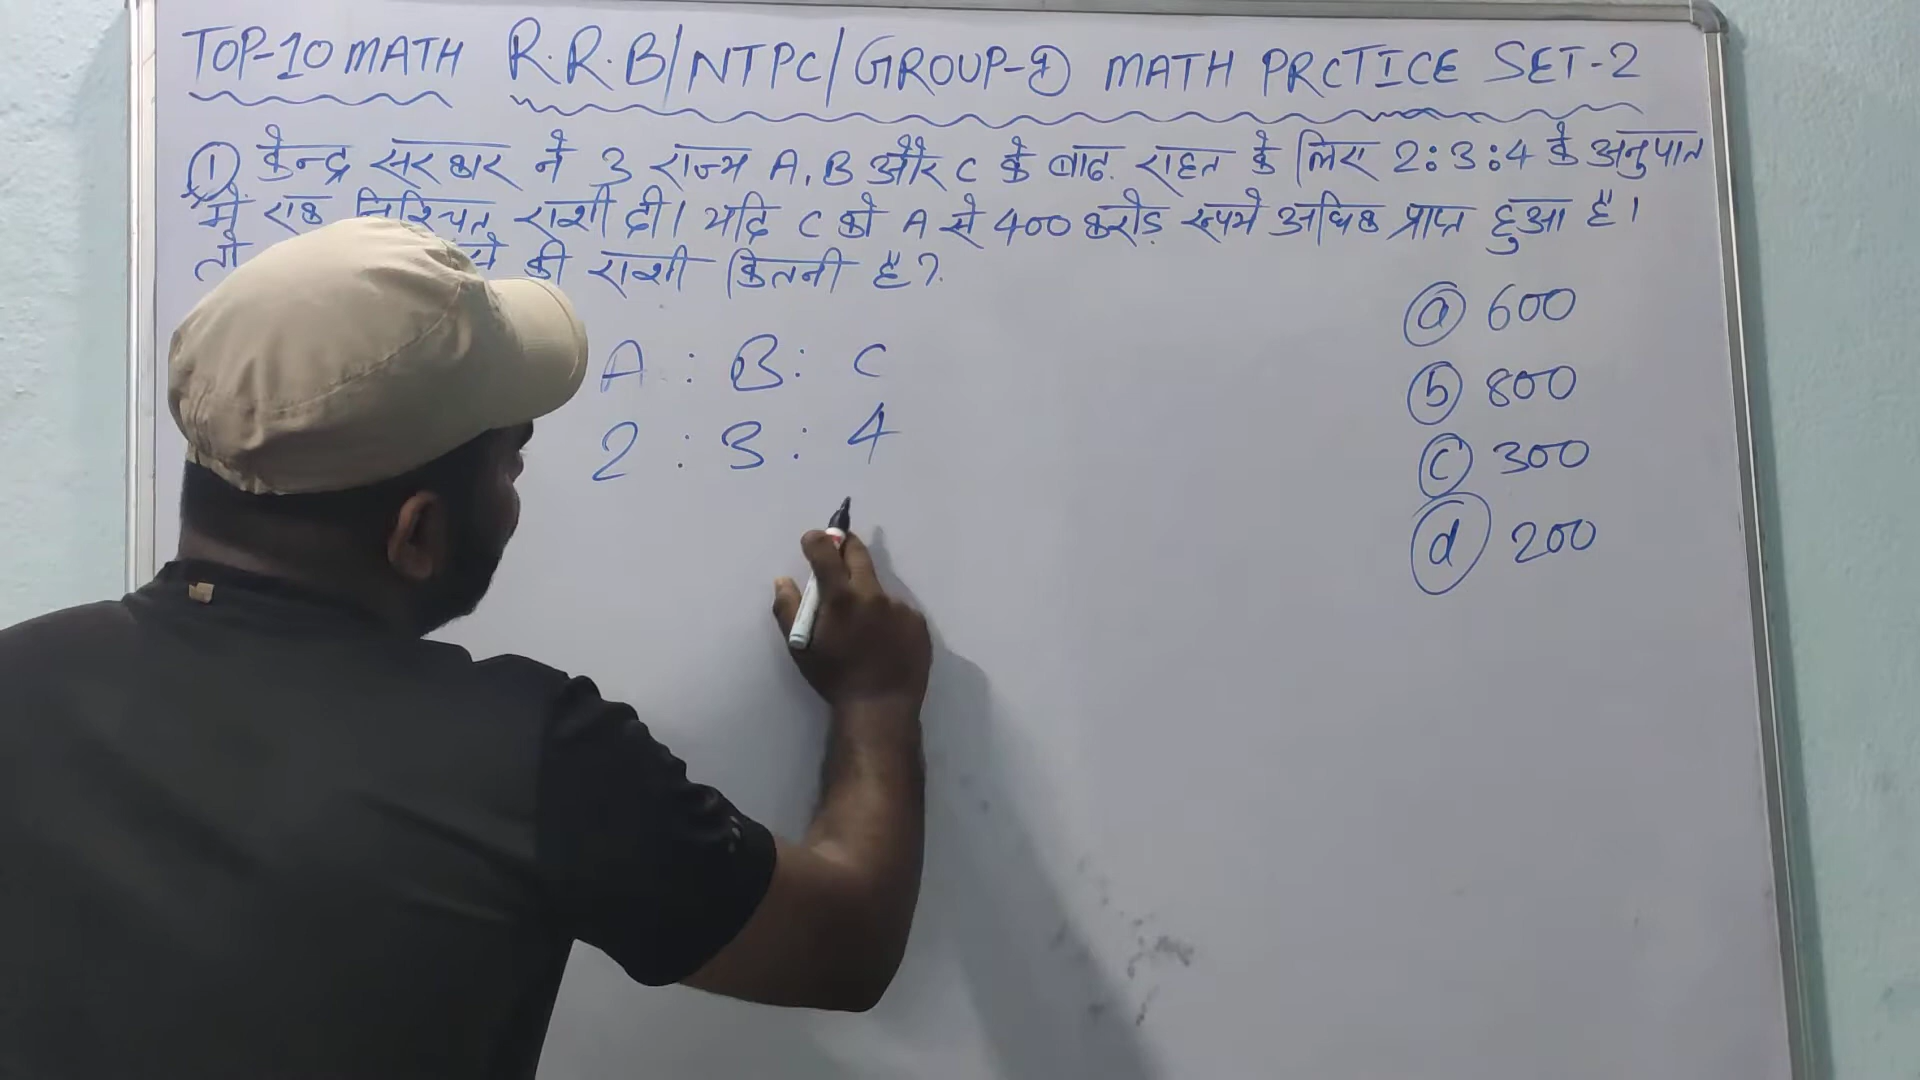 TOP-10 MATH R.R.B/NTPC/GROUP-D MATH PRCTICE SET-2
① केन्द्र सरकार ने 3 राज्य A, B और C के बाढ़ राहत के लिए 2:3:4 के अनुपात
में एक निश्चित राशी दी। यदि C को A से 400 करोड़ रूपये अधिक प्राप्त हुआ है।
तो की राशी कितनी है?
ⓐ 600
A : B : C
ⓑ 800
2 : 3 : 4
ⓒ 300
ⓓ 200